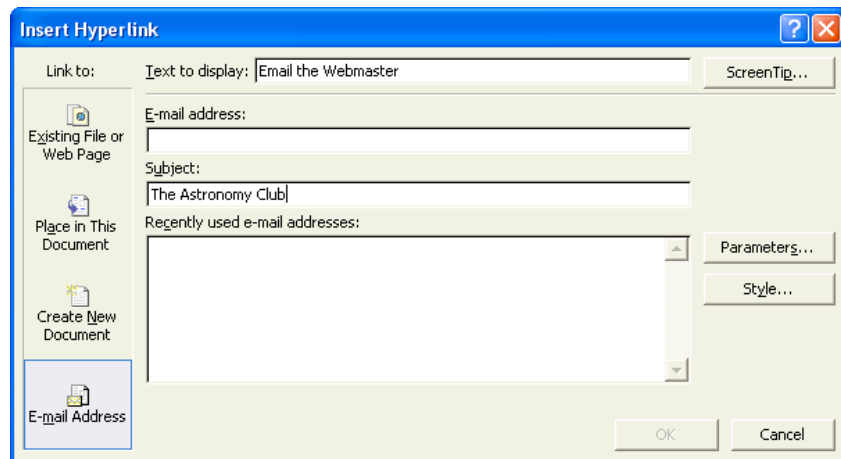 Insert Hyperlink
Link to:
Text to display: Email the Webmaster
ScreenTip...
Existing File or
Web Page
Place in This
Document
Create New
Document
E-mail Address
E-mail address:
Subject:
The Astronomy Club
Recently used e-mail addresses:
Parameters...
Style...
OK
Cancel